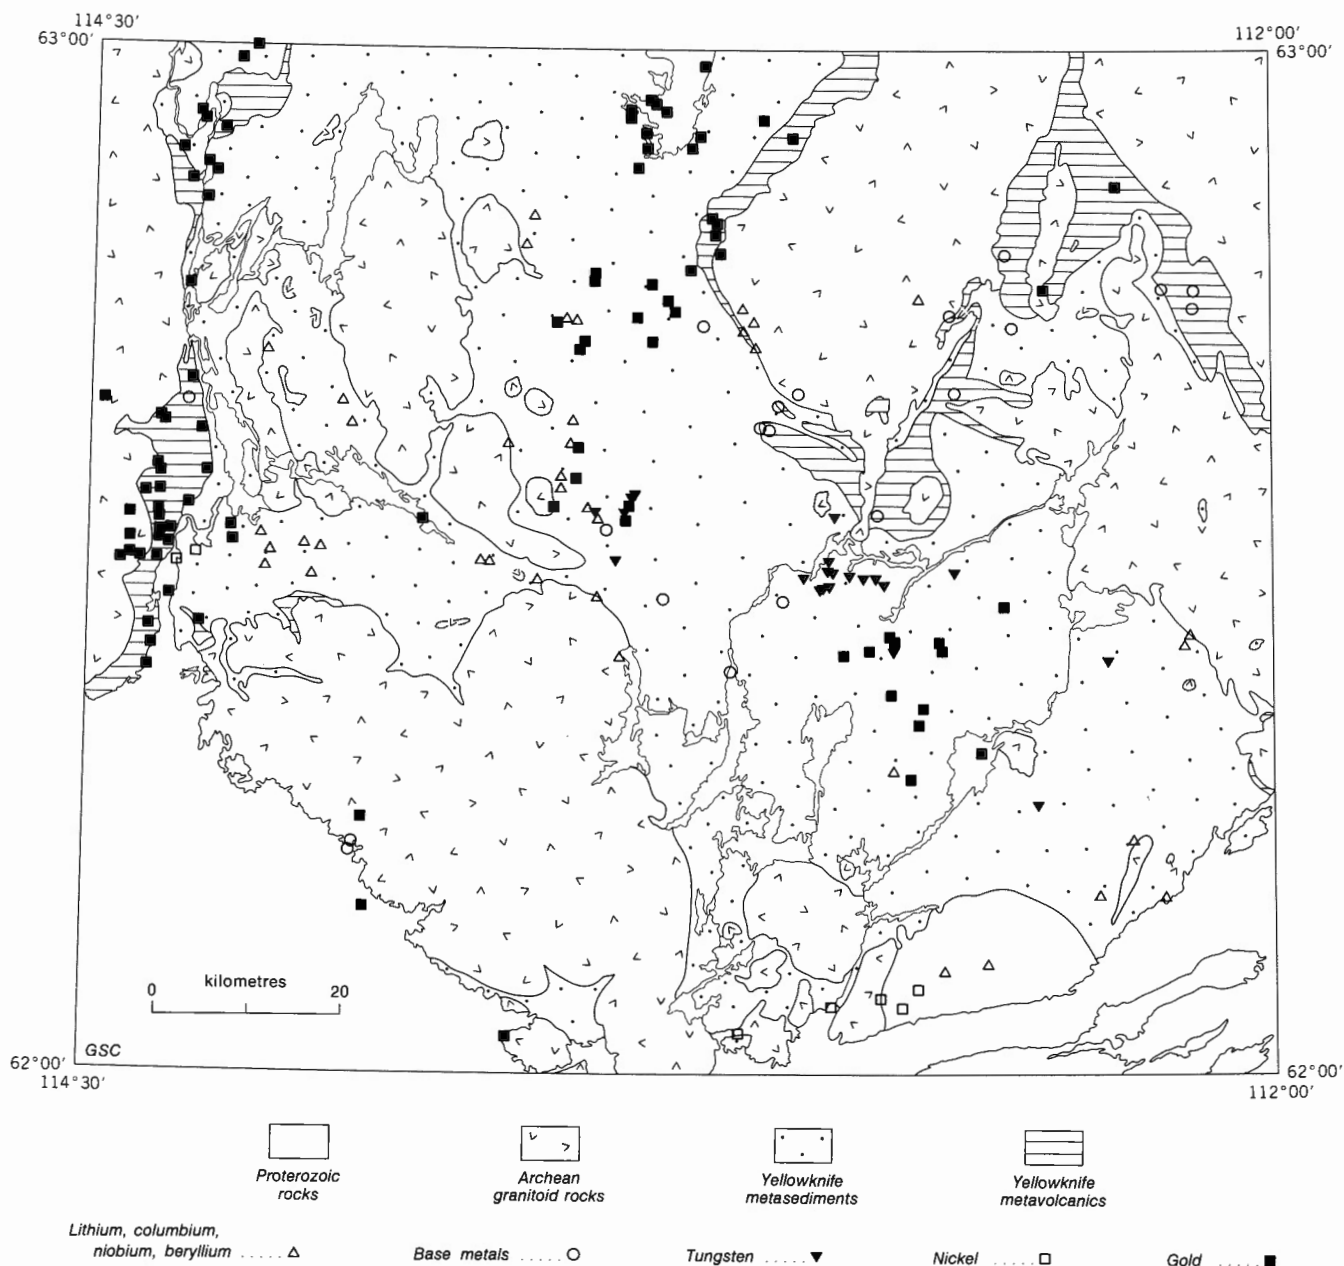 114°30′
63°00′
112°00′
63°00′
kilometres
0 20
GSC
62°00′
114°30′
62°00′
112°00′
Proterozoic
rocks
Archean
granitoid rocks
Yellowknife
metasediments
Yellowknife
metavolcanics
Lithium, columbium,
niobium, beryllium .....
Base metals .....
Tungsten .....
Nickel .....
Gold .....